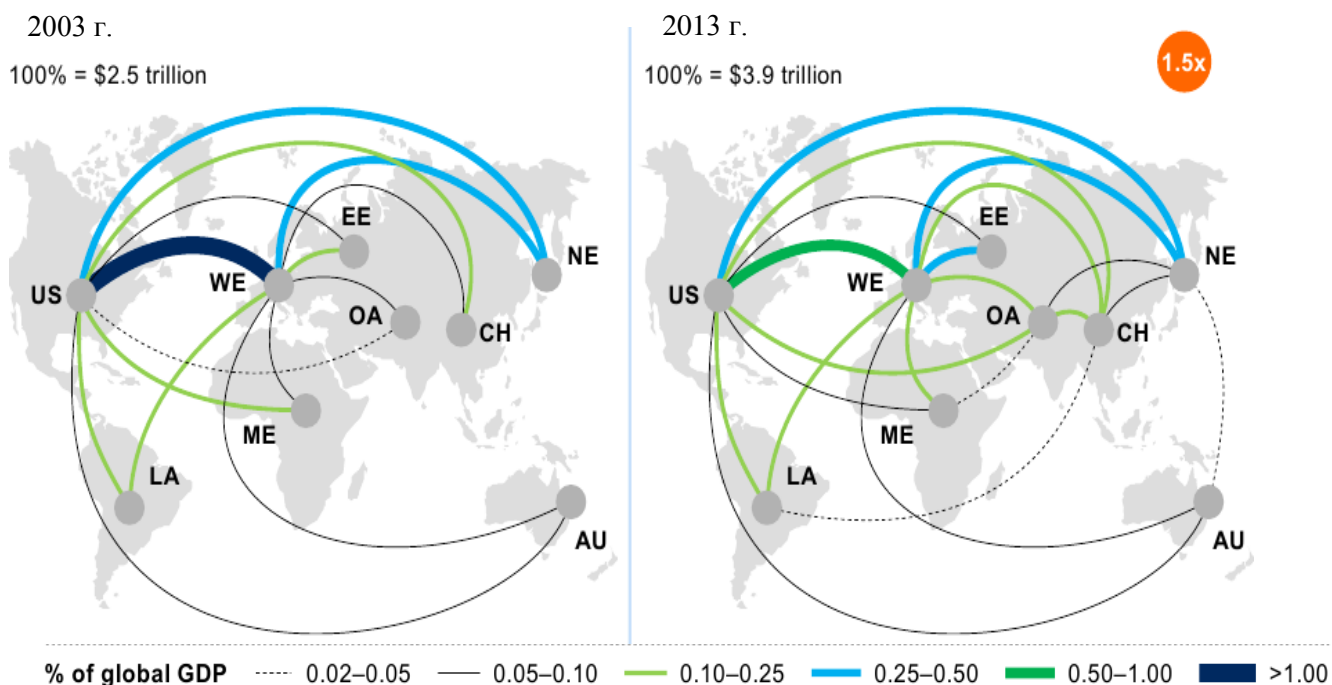 2003 г.
100% = $2.5 trillion
EE
NE
WE
US
OA
CH
ME
LA
AU
2013 г.
100% = $3.9 trillion
1.5x
EE
NE
WE
US
OA
CH
ME
LA
AU
% of global GDP 0.02–0.05 0.05–0.10 0.10–0.25 0.25–0.50 0.50–1.00 >1.00